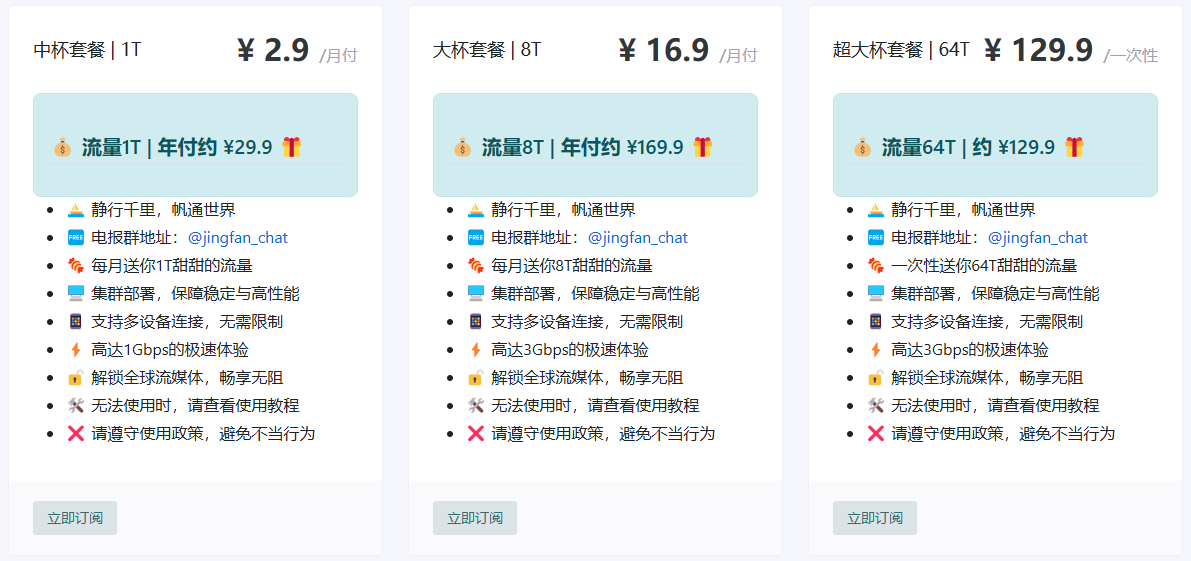 中杯套餐 | 1T
¥ 2.9 /月付
流量1T | 年付约 ¥29.9
静行千里，帆通世界
FREE 电报群地址：@jingfan_chat
每月送你1T甜甜的流量
集群部署，保障稳定与高性能
支持多设备连接，无需限制
高达1Gbps的极速体验
解锁全球流媒体，畅享无阻
无法使用时，请查看使用教程
请遵守使用政策，避免不当行为
立即订阅
大杯套餐 | 8T
¥ 16.9 /月付
流量8T | 年付约 ¥169.9
静行千里，帆通世界
FREE 电报群地址：@jingfan_chat
每月送你8T甜甜的流量
集群部署，保障稳定与高性能
支持多设备连接，无需限制
高达3Gbps的极速体验
解锁全球流媒体，畅享无阻
无法使用时，请查看使用教程
请遵守使用政策，避免不当行为
立即订阅
超大杯套餐 | 64T
¥ 129.9 /一次性
流量64T | 约 ¥129.9
静行千里，帆通世界
FREE 电报群地址：@jingfan_chat
一次性送你64T甜甜的流量
集群部署，保障稳定与高性能
支持多设备连接，无需限制
高达3Gbps的极速体验
解锁全球流媒体，畅享无阻
无法使用时，请查看使用教程
请遵守使用政策，避免不当行为
立即订阅